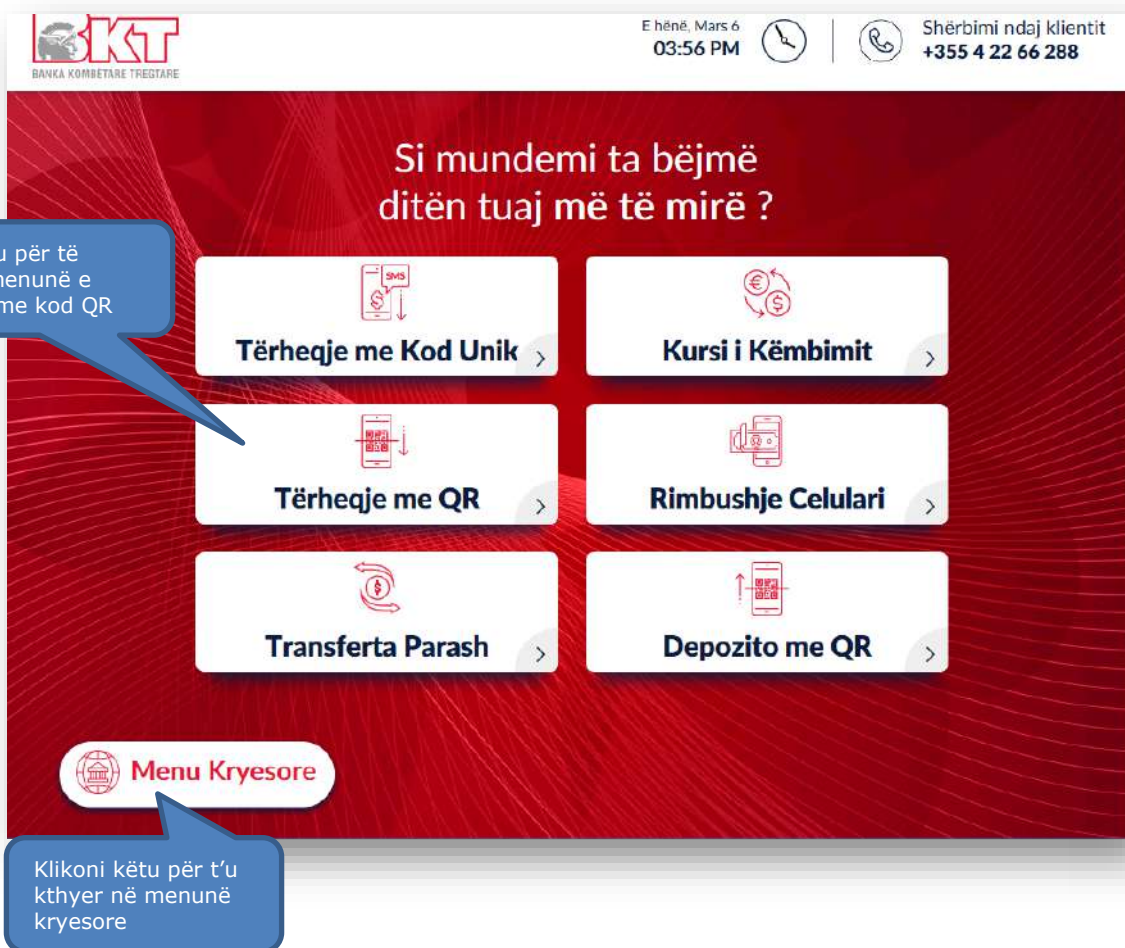 BKT
BANKA KOMBËTARE TREGTARE
E hënë, Mars 6
03:56 PM
Shërbimi ndaj klientit
+355 4 22 66 288
Si mundemi ta bëjmë
ditën tuaj më të mirë ?
për të
me kod QR
SMS
Tërheqje me Kod Unik
Kursi i Këmbimit
Tërheqje me QR
Rimbushje Celulari
Transferta Parash
Depozito me QR
Menu Kryesore
Klikoni këtu për t’u
kthyer në menunë
kryesore